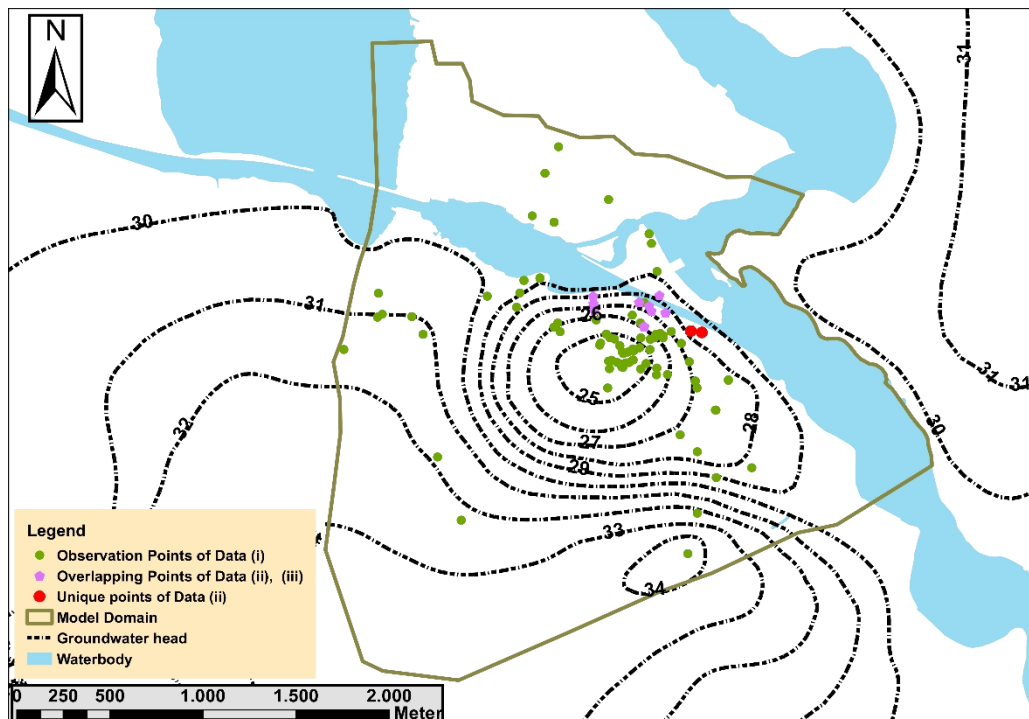 N
31
30
31
26
25
27
28
29
32
31
31
30
33
34
Legend
Observation Points of Data (i)
Overlapping Points of Data (ii), (iii)
Unique points of Data (ii)
Model Domain
Groundwater head
Waterbody
0 250 500 1.000 1.500 2.000
Meter